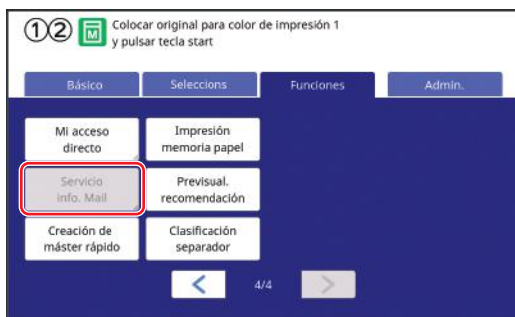 ①② M Colocar original para color de impresión 1
y pulsar tecla start
Básico Seleccions Funciones Admin.
Mi acceso
directo
Impresión
memoria papel
Servicio
info. Mail
Previsual.
recomendación
Creación de
máster rápido
Clasificación
separador
< 4/4 >